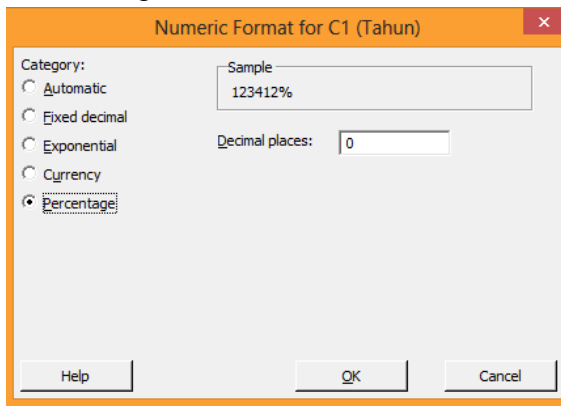 Numeric Format for C1 (Tahun)
Category:
Automatic
Fixed decimal
Exponential
Currency
Percentage
Sample
123412%
Decimal places: 0
Help
OK
Cancel